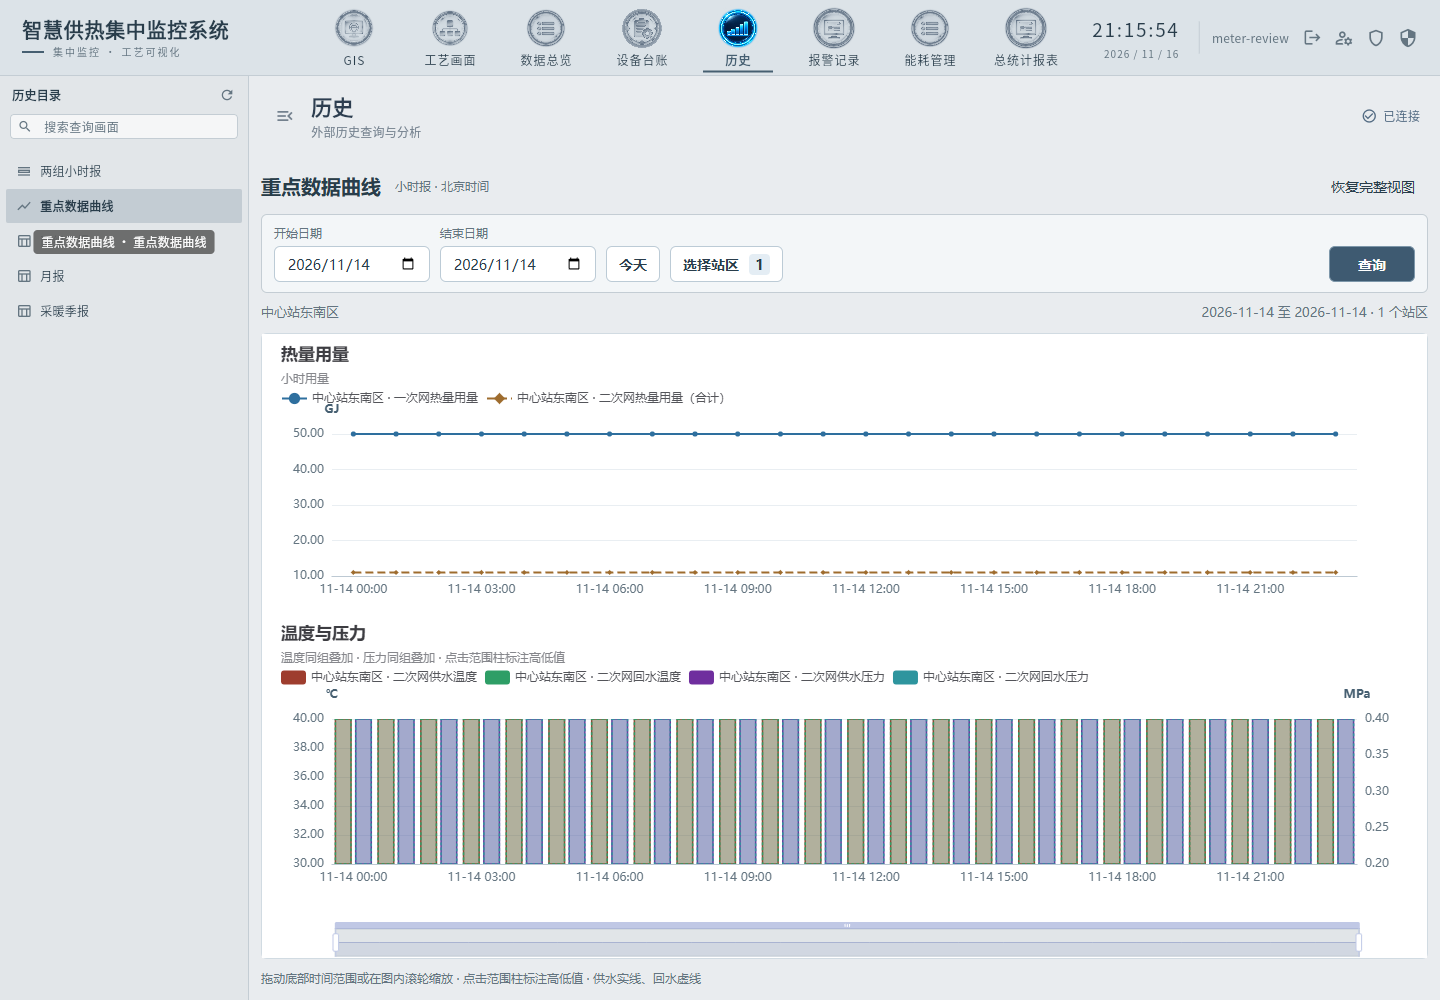 智慧供热集中监控系统
集中监控 · 工艺可视化
GIS
工艺画面
数据总览
设备台账
历史
报警记录
能耗管理
总统计报表
21:15:54
2026 / 11 / 16
meter-review
历史目录
搜索查询画面
两组小时报
重点数据曲线
重点数据曲线 · 重点数据曲线
月报
采暖季报
历史
外部历史查询与分析
已连接
重点数据曲线 小时报 · 北京时间
恢复完整视图
开始日期
结束日期
2026/11/14
2026/11/14
今天
选择站区 1
查询
中心站东南区
2026-11-14 至 2026-11-14 · 1 个站区
热量用量
小时用量
中心站东南区 · 一次网热量用量
中心站东南区 · 二次网热量用量（合计）
GJ
50.00
40.00
30.00
20.00
10.00
11-14 00:00
11-14 03:00
11-14 06:00
11-14 09:00
11-14 12:00
11-14 15:00
11-14 18:00
11-14 21:00
温度与压力
温度同组叠加 · 压力同组叠加 · 点击范围柱标注高低值
中心站东南区 · 二次网供水温度
中心站东南区 · 二次网回水温度
中心站东南区 · 二次网供水压力
中心站东南区 · 二次网回水压力
℃
MPa
40.00
38.00
36.00
34.00
32.00
30.00
0.40
0.35
0.30
0.25
0.20
11-14 00:00
11-14 03:00
11-14 06:00
11-14 09:00
11-14 12:00
11-14 15:00
11-14 18:00
11-14 21:00
拖动底部时间范围或在图内滚轮缩放 · 点击范围柱标注高低值 · 供水实线、回水虚线